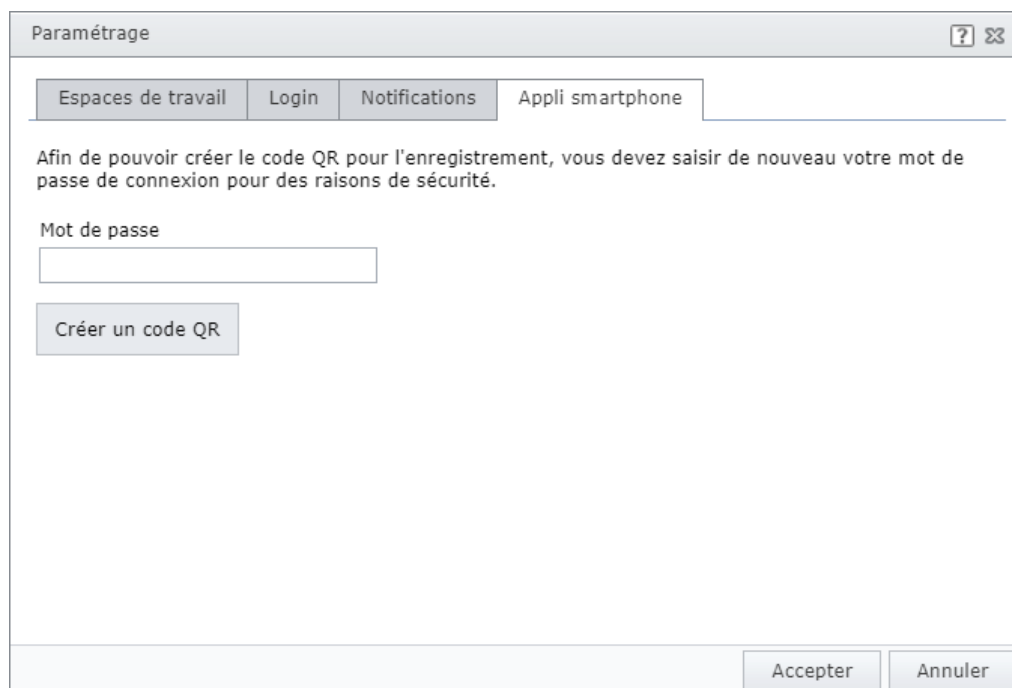 Paramétrage
?
Espaces de travail Login Notifications Appli smartphone
Afin de pouvoir créer le code QR pour l'enregistrement, vous devez saisir de nouveau votre mot de
passe de connexion pour des raisons de sécurité.
Mot de passe
Créer un code QR
Accepter Annuler